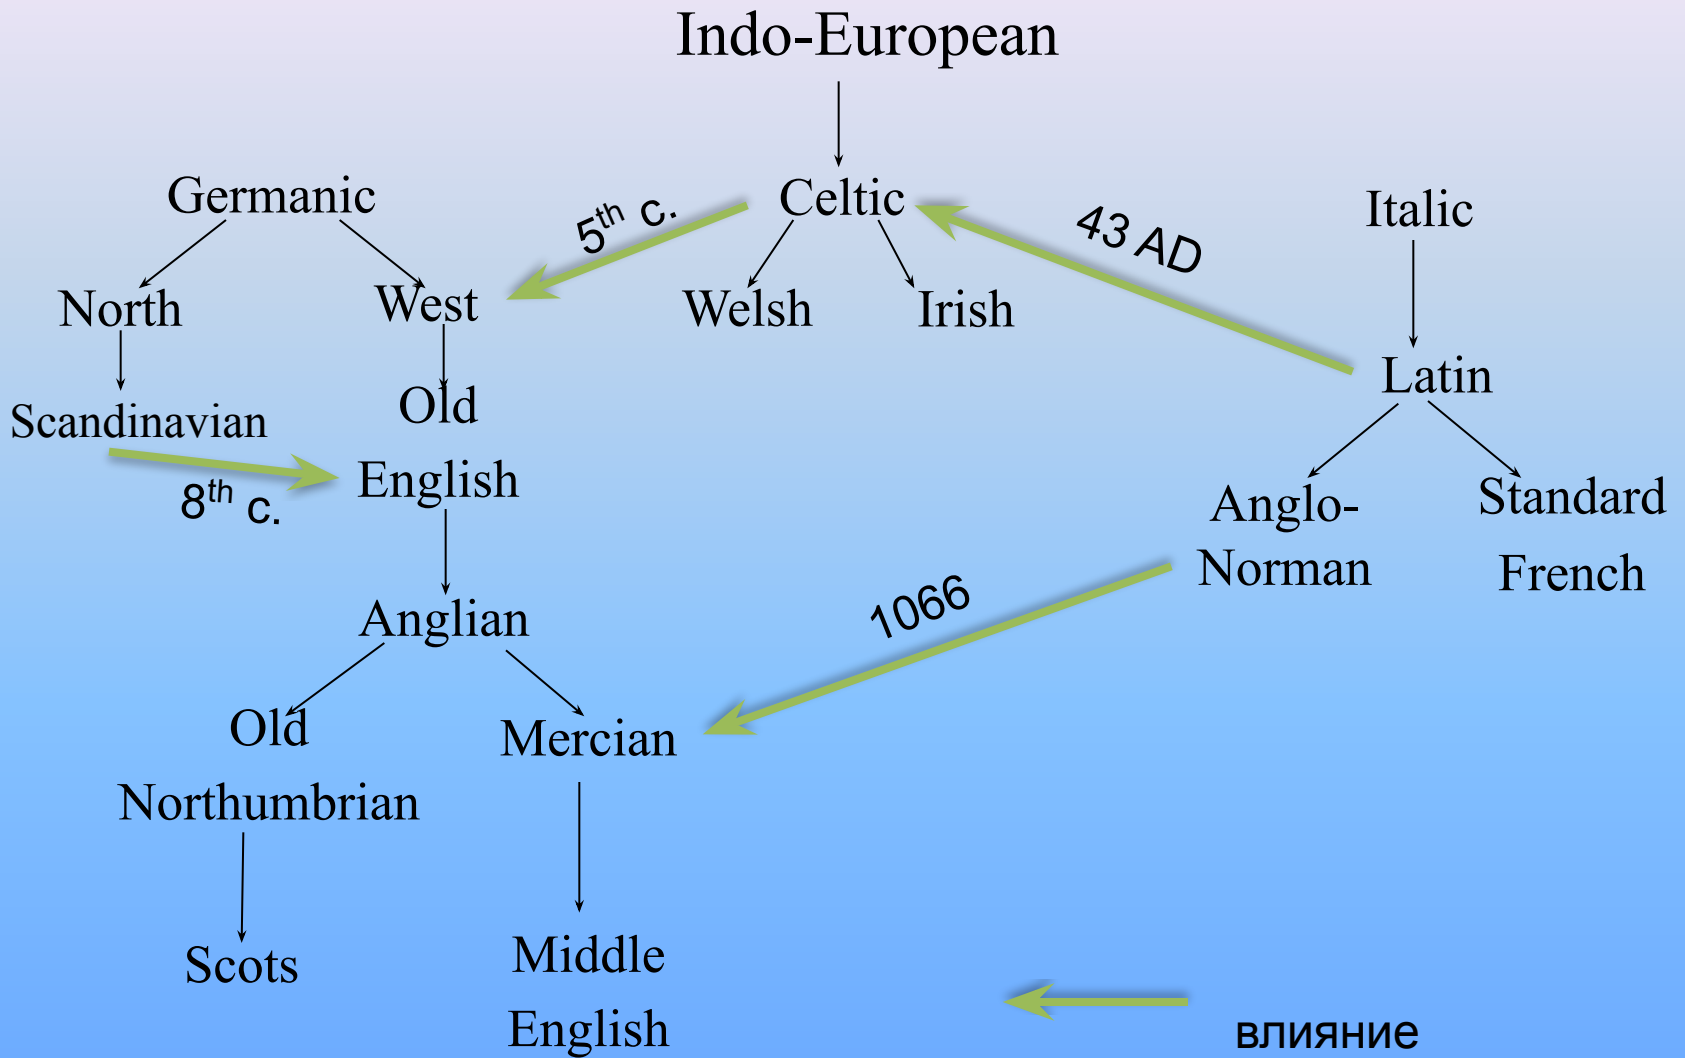 Indo-European
Germanic
5th c.
Celtic
43 AD
Italic
North
West
Welsh
Irish
Latin
Scandinavian
Old
English
8th c.
Anglo-
Norman
Standard
French
1066
Anglian
Old
Northumbrian
Mercian
Scots
Middle
English
влияние